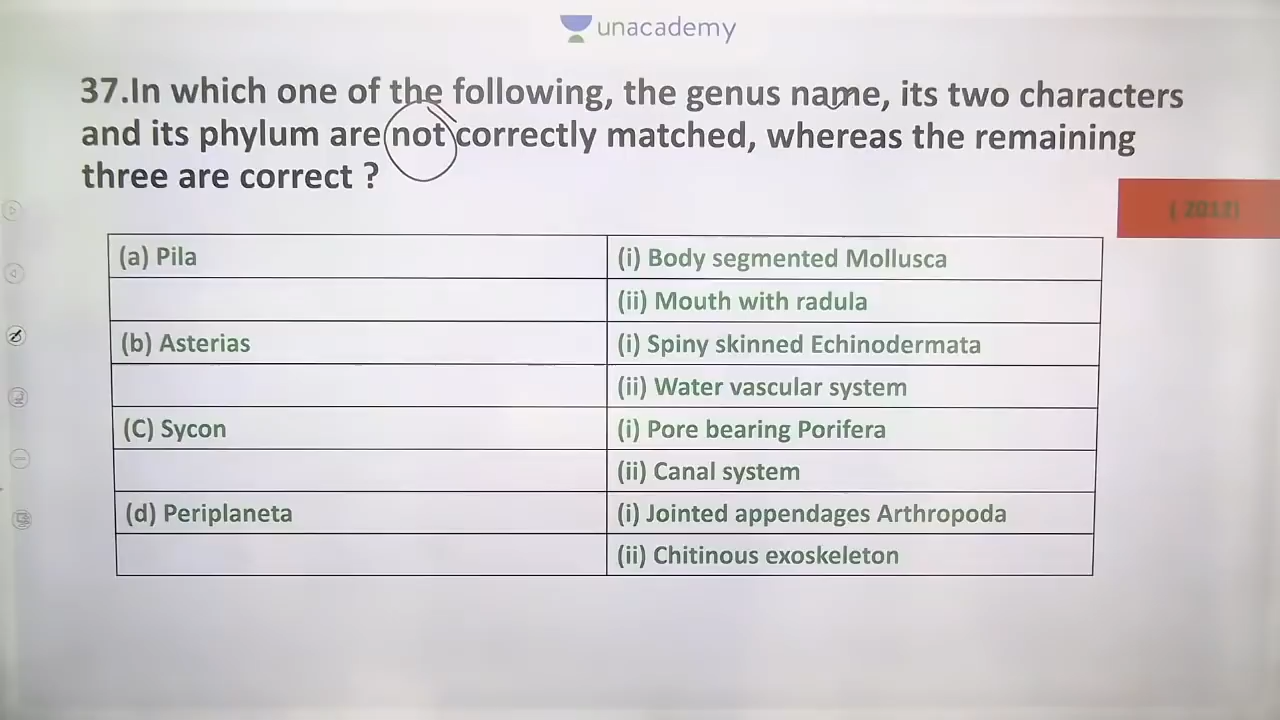 unacademy
37.In which one of the following, the genus name, its two characters
and its phylum are not correctly matched, whereas the remaining
three are correct ?
( 2012)
(a) Pila
(i) Body segmented Mollusca
(ii) Mouth with radula
(b) Asterias
(i) Spiny skinned Echinodermata
(ii) Water vascular system
(C) Sycon
(i) Pore bearing Porifera
(ii) Canal system
(d) Periplaneta
(i) Jointed appendages Arthropoda
(ii) Chitinous exoskeleton